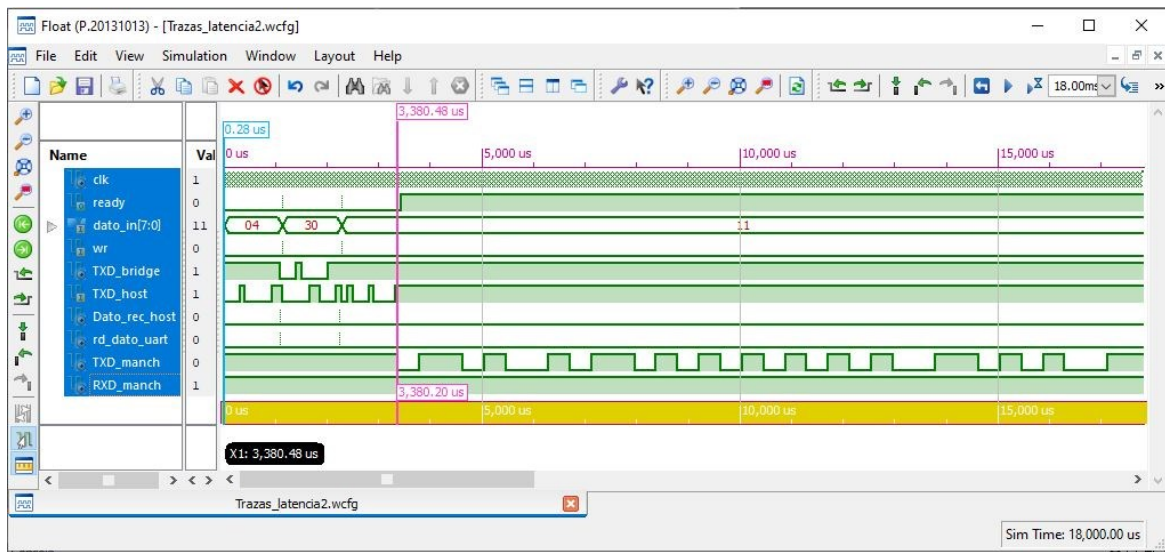 Float (P.20131013) - [Trazas_latencia2.wcfg]
File Edit View Simulation Window Layout Help
18.00ms
»
3,380.48 us
0.28 us
Name Val 0 us 5,000 us 10,000 us 15,000 us
clk 1
ready 0
dato_in[7:0] 11 04 30 11
wr 0
TXD_bridge 1
TXD_host 1
Dato_rec_host 0
rd_dato_uart 0
TXD_manch 0
RXD_manch 1
3,380.20 us
0 us 5,000 us 10,000 us 15,000 us
X1: 3,380.48 us
Trazas_latencia2.wcfg
Sim Time: 18,000.00 us